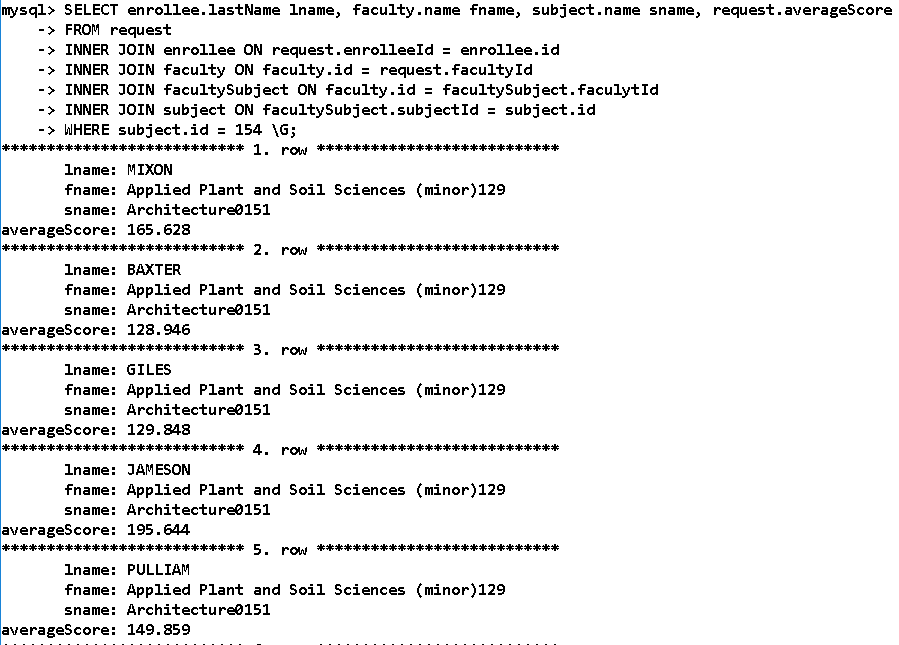 mysql> SELECT enrollee.lastName lname, faculty.name fname, subject.name sname, request.averageScore
    -> FROM request
    -> INNER JOIN enrollee ON request.enrolleeId = enrollee.id
    -> INNER JOIN faculty ON faculty.id = request.facultyId
    -> INNER JOIN facultySubject ON faculty.id = facultySubject.faculytId
    -> INNER JOIN subject ON facultySubject.subjectId = subject.id
    -> WHERE subject.id = 154 \G;
*************************** 1. row ***************************
       lname: MIXON
       fname: Applied Plant and Soil Sciences (minor)129
       sname: Architecture0151
averageScore: 165.628
*************************** 2. row ***************************
       lname: BAXTER
       fname: Applied Plant and Soil Sciences (minor)129
       sname: Architecture0151
averageScore: 128.946
*************************** 3. row ***************************
       lname: GILES
       fname: Applied Plant and Soil Sciences (minor)129
       sname: Architecture0151
averageScore: 129.848
*************************** 4. row ***************************
       lname: JAMESON
       fname: Applied Plant and Soil Sciences (minor)129
       sname: Architecture0151
averageScore: 195.644
*************************** 5. row ***************************
       lname: PULLIAM
       fname: Applied Plant and Soil Sciences (minor)129
       sname: Architecture0151
averageScore: 149.859